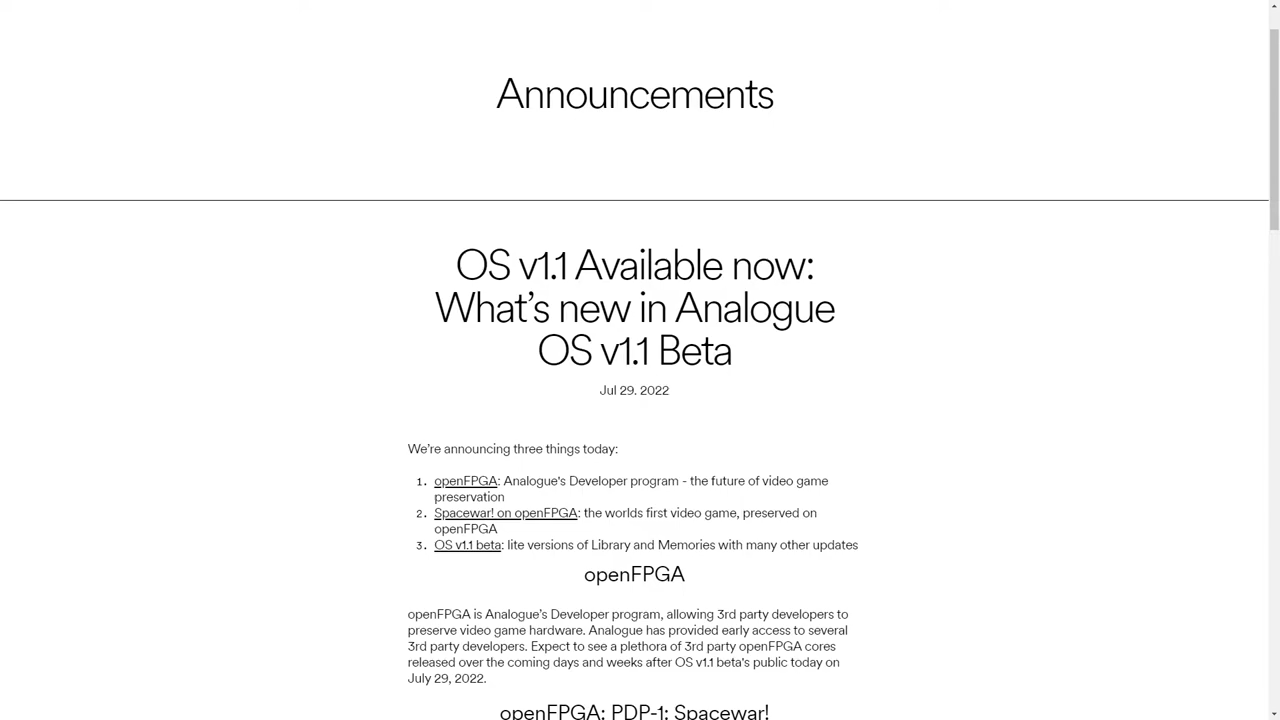 Announcements
OS v1.1 Available now:
What’s new in Analogue
OS v1.1 Beta
Jul 29. 2022
We’re announcing three things today:
1. openFPGA: Analogue's Developer program - the future of video game
preservation
2. Spacewar! on openFPGA: the worlds first video game, preserved on
openFPGA
3. OS v1.1 beta: lite versions of Library and Memories with many other updates
openFPGA
openFPGA is Analogue’s Developer program, allowing 3rd party developers to
preserve video game hardware. Analogue has provided early access to several
3rd party developers. Expect to see a plethora of 3rd party openFPGA cores
released over the coming days and weeks after OS v1.1 beta's public today on
July 29, 2022.
openFPGA: PDP-1: Spacewar!